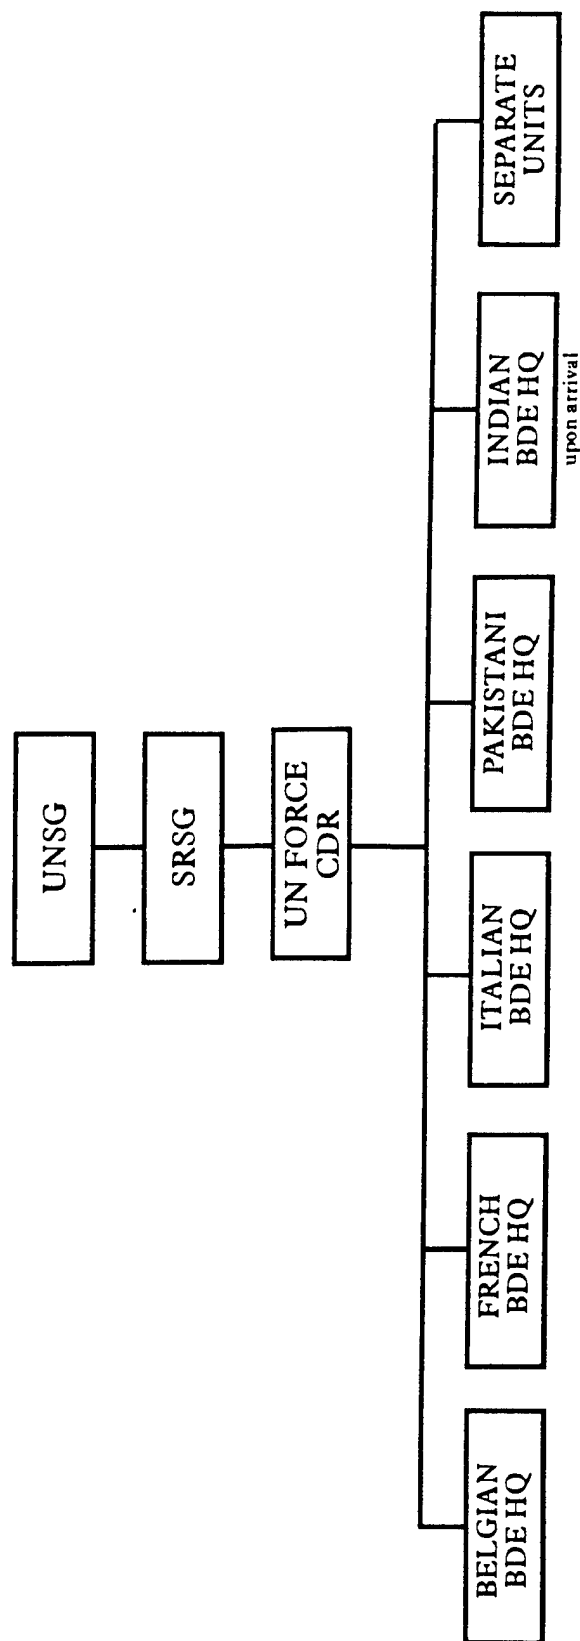 UNSG
SRSG
UN FORCE
CDR
BELGIAN
BDE HQ
FRENCH
BDE HQ
ITALIAN
BDE HQ
PAKISTANI
BDE HQ
INDIAN
BDE HQ
upon arrival
SEPARATE
UNITS